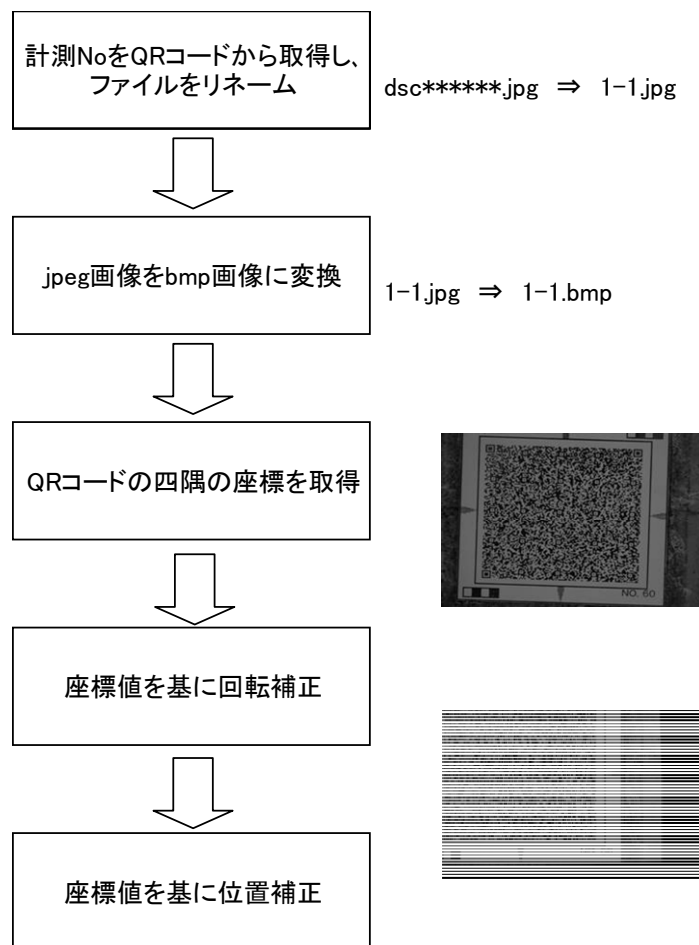 計測NoをQRコードから取得し、
ファイルをリネーム
dsc******.jpg ⇒ 1-1.jpg
jpeg画像をbmp画像に変換
1-1.jpg ⇒ 1-1.bmp
QRコードの四隅の座標を取得
NO. 60
座標値を基に回転補正
座標値を基に位置補正